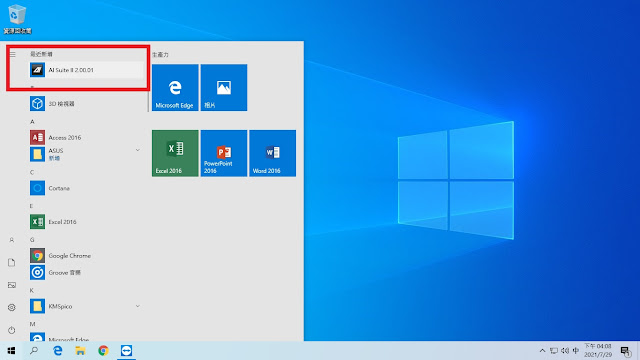 資源回收筒
最近新增
AI Suite II 2.00.01
3D 檢視器
A
Access 2016
ASUS
新增
C
Cortana
E
Excel 2016
G
Google Chrome
Groove 音樂
K
KMSpico
M
Microsoft Edge
生產力
Microsoft Edge
相片
Excel 2016
PowerPoint 2016
Word 2016
中
下午 04:08
2021/7/29